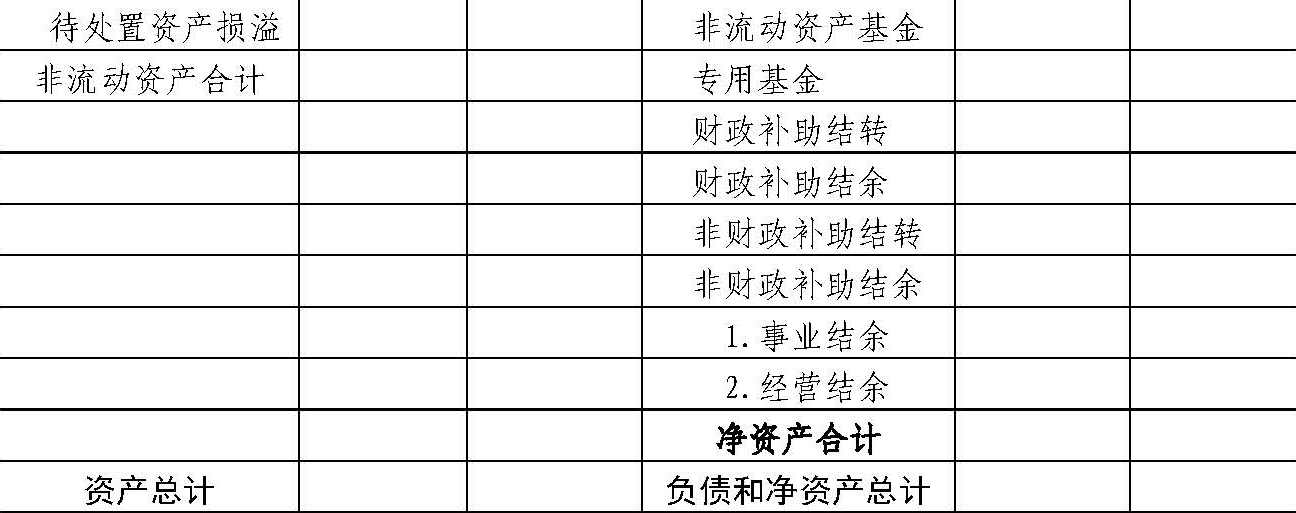 待处置资产损溢 非流动资产基金
非流动资产合计 专用基金
财政补助结转
财政补助结余
非财政补助结转
非财政补助结余
1.事业结余
2.经营结余
净资产合计
资产总计 负债和净资产总计